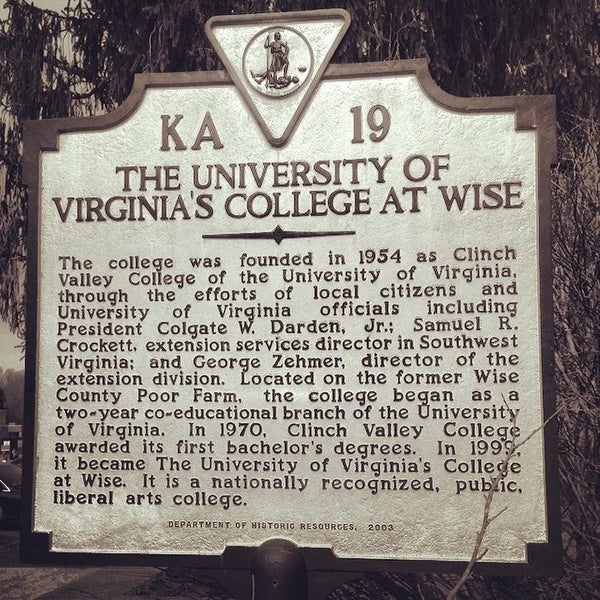 KA 19
THE UNIVERSITY OF
VIRGINIA'S COLLEGE AT WISE
The college was founded in 1954 as Clinch
Valley College of the University of Virginia,
through the efforts of local citizens and
University of Virginia officials including
President Colgate W. Darden, Jr.; Samuel R.
Crockett, extension services director in Southwest
Virginia; and George Zehmer, director of the
extension division. Located on the former Wise
County Poor Farm, the college began as a
two-year co-educational branch of the University
of Virginia. In 1970, Clinch Valley College
awarded its first bachelor's degrees. In 1999,
it became The University of Virginia's College
at Wise. It is a nationally recognized, public,
liberal arts college.
DEPARTMENT OF HISTORIC RESOURCES, 2003